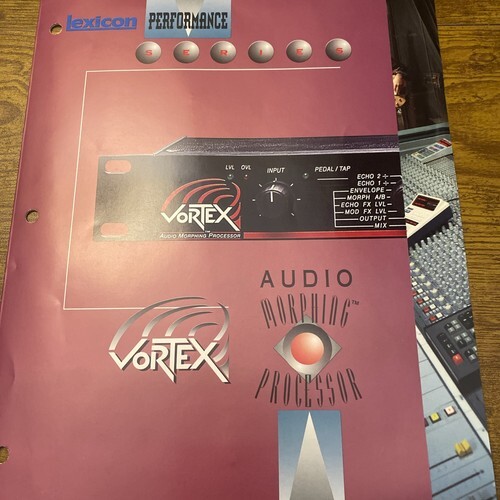 lexicon
PERFORMANCE
SERIES
LVL OVL INPUT PEDAL / TAP
ECHO 2
ECHO 1
ENVELOPE
MORPH A/B
ECHO FX LVL
MOD FX LVL
OUTPUT
MIX
VORTEX
AUDIO MORPHING PROCESSOR
AUDIO
MORPHING™
PROCESSOR
VORTEX